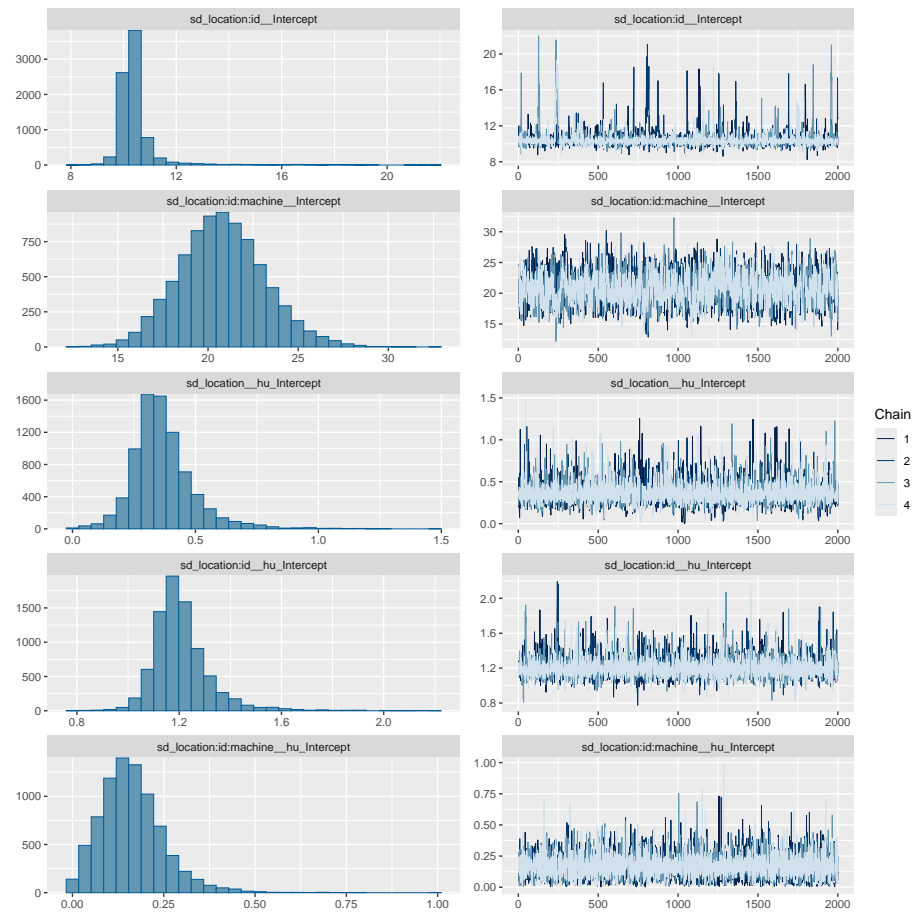 sd_location:id__Intercept
3000
2000
1000
0
8 12 16 20
sd_location:id__Intercept
20
16
12
8
0 500 1000 1500 2000
sd_location:id:machine__Intercept
750
500
250
0
15 20 25 30
sd_location:id:machine__Intercept
30
25
20
15
0 500 1000 1500 2000
sd_location__hu_Intercept
1600
1200
800
400
0
0.0 0.5 1.0 1.5
sd_location__hu_Intercept
1.5
1.0
0.5
0.0
0 500 1000 1500 2000
Chain
1
2
3
4
sd_location:id__hu_Intercept
1500
1000
500
0
0.8 1.2 1.6 2.0
sd_location:id__hu_Intercept
2.0
1.6
1.2
0.8
0 500 1000 1500 2000
sd_location:id:machine__hu_Intercept
1000
500
0
0.00 0.25 0.50 0.75 1.00
sd_location:id:machine__hu_Intercept
1.00
0.75
0.50
0.25
0.00
0 500 1000 1500 2000